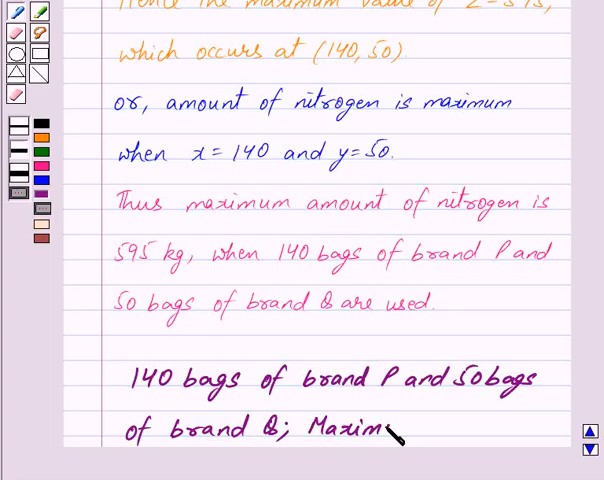 Hence the maximum value of Z = 595,
which occurs at (140, 50)
or, amount of nitrogen is maximum
when x = 140 and y = 50.
Thus maximum amount of nitrogen is
595 kg, when 140 bags of brand P and
50 bags of brand Q are used.
140 bags of brand P and 50 bags
of brand Q; Maxim